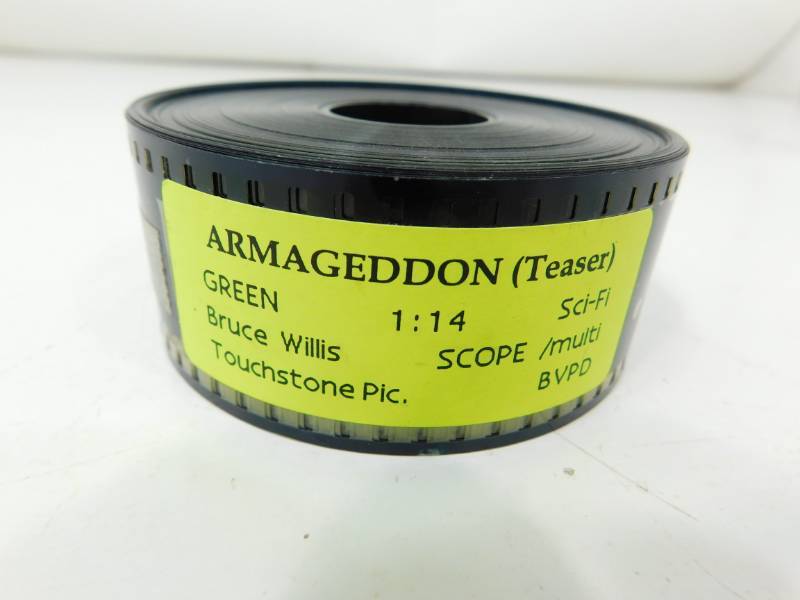 ARMAGEDDON (Teaser)
GREEN 1:14 Sci-Fi
Bruce Willis SCOPE /multi
Touchstone Pic. BVPD